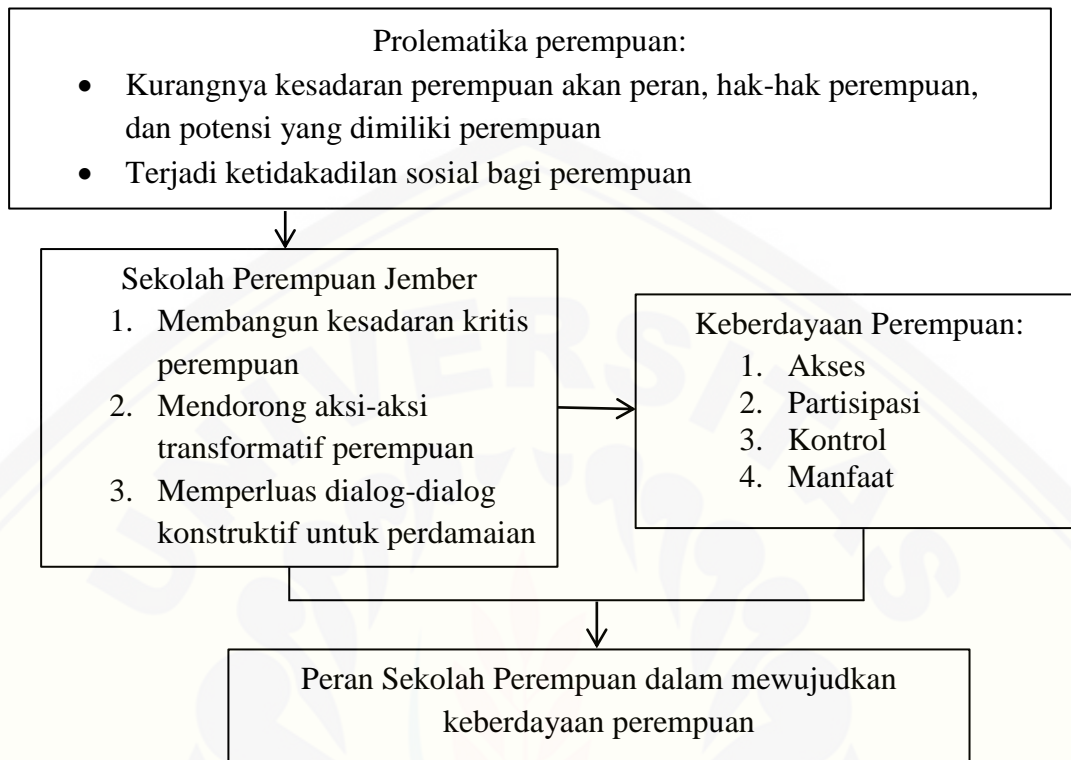 Prolematika perempuan:
• Kurangnya kesadaran perempuan akan peran, hak-hak perempuan,
dan potensi yang dimiliki perempuan
• Terjadi ketidakadilan sosial bagi perempuan
Sekolah Perempuan Jember
1. Membangun kesadaran kritis
perempuan
2. Mendorong aksi-aksi
transformatif perempuan
3. Memperluas dialog-dialog
konstruktif untuk perdamaian
Keberdayaan Perempuan:
1. Akses
2. Partisipasi
3. Kontrol
4. Manfaat
Peran Sekolah Perempuan dalam mewujudkan
keberdayaan perempuan
UNIVERSITAS